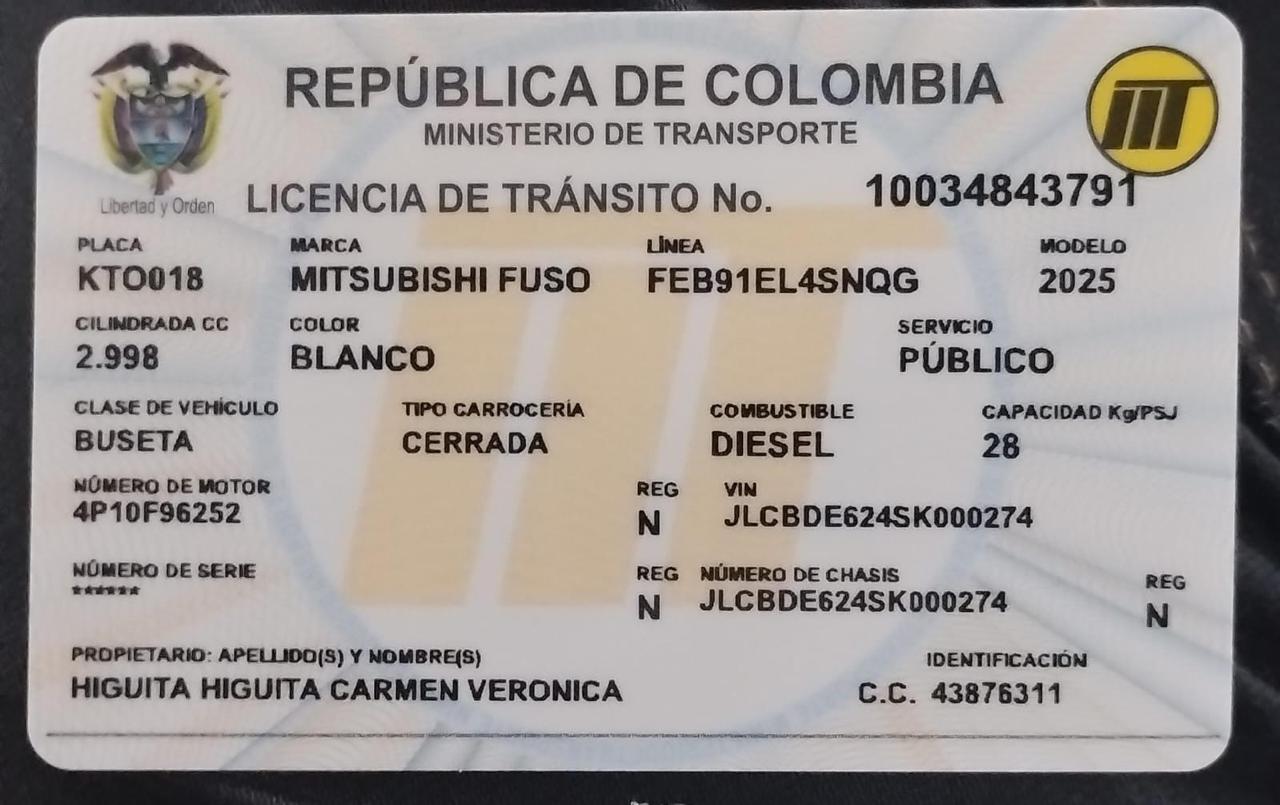 REPÚBLICA DE COLOMBIA
MINISTERIO DE TRANSPORTE
Libertad y Orden
LICENCIA DE TRÁNSITO No. 10034843791
PLACA MARCA LÍNEA MODELO
KTO018 MITSUBISHI FUSO FEB91EL4SNQG 2025
CILINDRADA CC COLOR SERVICIO
2.998 BLANCO PÚBLICO
CLASE DE VEHÍCULO TIPO CARROCERÍA COMBUSTIBLE CAPACIDAD Kg/PSJ
BUSETA CERRADA DIESEL 28
NÚMERO DE MOTOR REG VIN
4P10F96252 N JLCBDE624SK000274
NÚMERO DE SERIE REG NÚMERO DE CHASIS REG
****** N JLCBDE624SK000274 N
PROPIETARIO: APELLIDO(S) Y NOMBRE(S) IDENTIFICACIÓN
HIGUITA HIGUITA CARMEN VERONICA C.C. 43876311